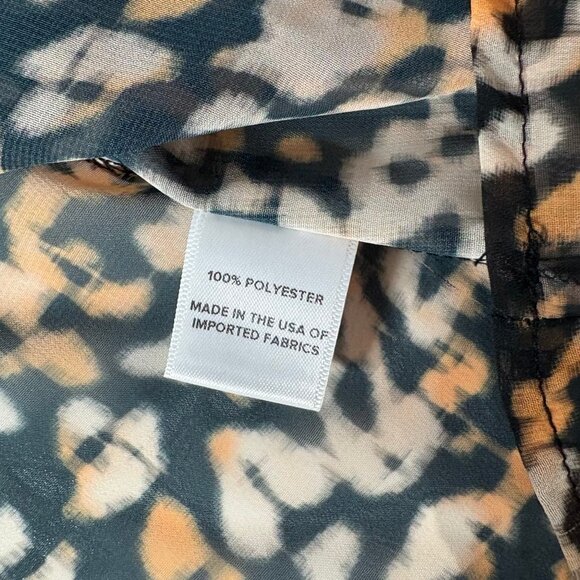 100% POLYESTER
MADE IN THE USA OF
IMPORTED FABRICS